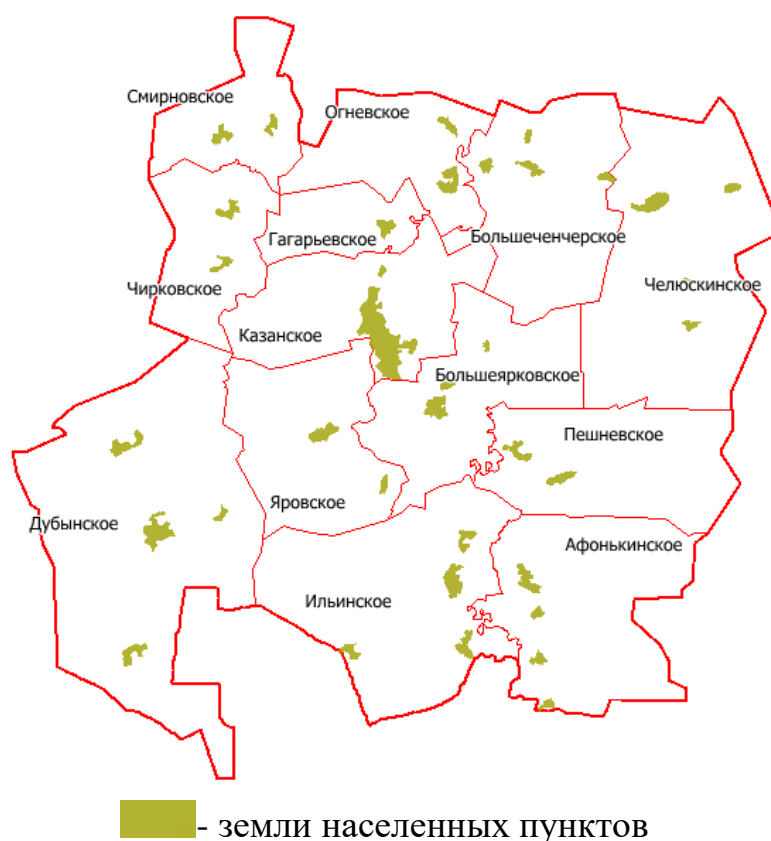 Смирновское
Огневское
Гагарьевское
Большеченчерское
Чирковское
Челюскинское
Казанское
Большеярковское
Пешневское
Яровское
Дубынское
Афонькинское
Ильинское
- земли населенных пунктов